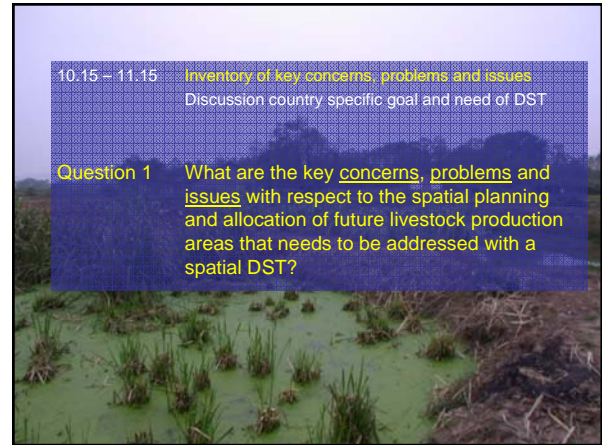 10.15 – 11.15 Inventory of key concerns, problems and issues
Discussion country specific goal and need of DST
Question 1 What are the key concerns, problems and
issues with respect to the spatial planning
and allocation of future livestock production
areas that needs to be addressed with a
spatial DST?